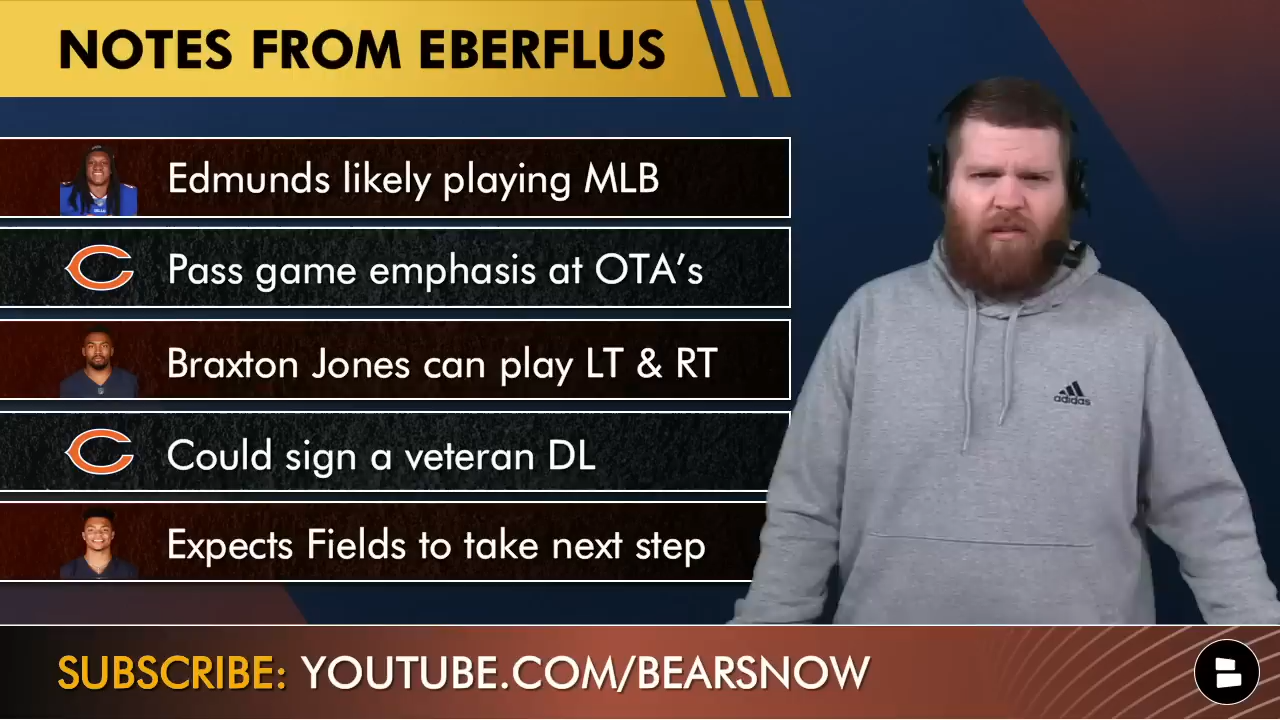 NOTES FROM EBERFLUS
Edmunds likely playing MLB
Pass game emphasis at OTA's
Braxton Jones can play LT & RT
Could sign a veteran DL
Expects Fields to take next step
adidas
SUBSCRIBE: YOUTUBE.COM/BEARSNOW